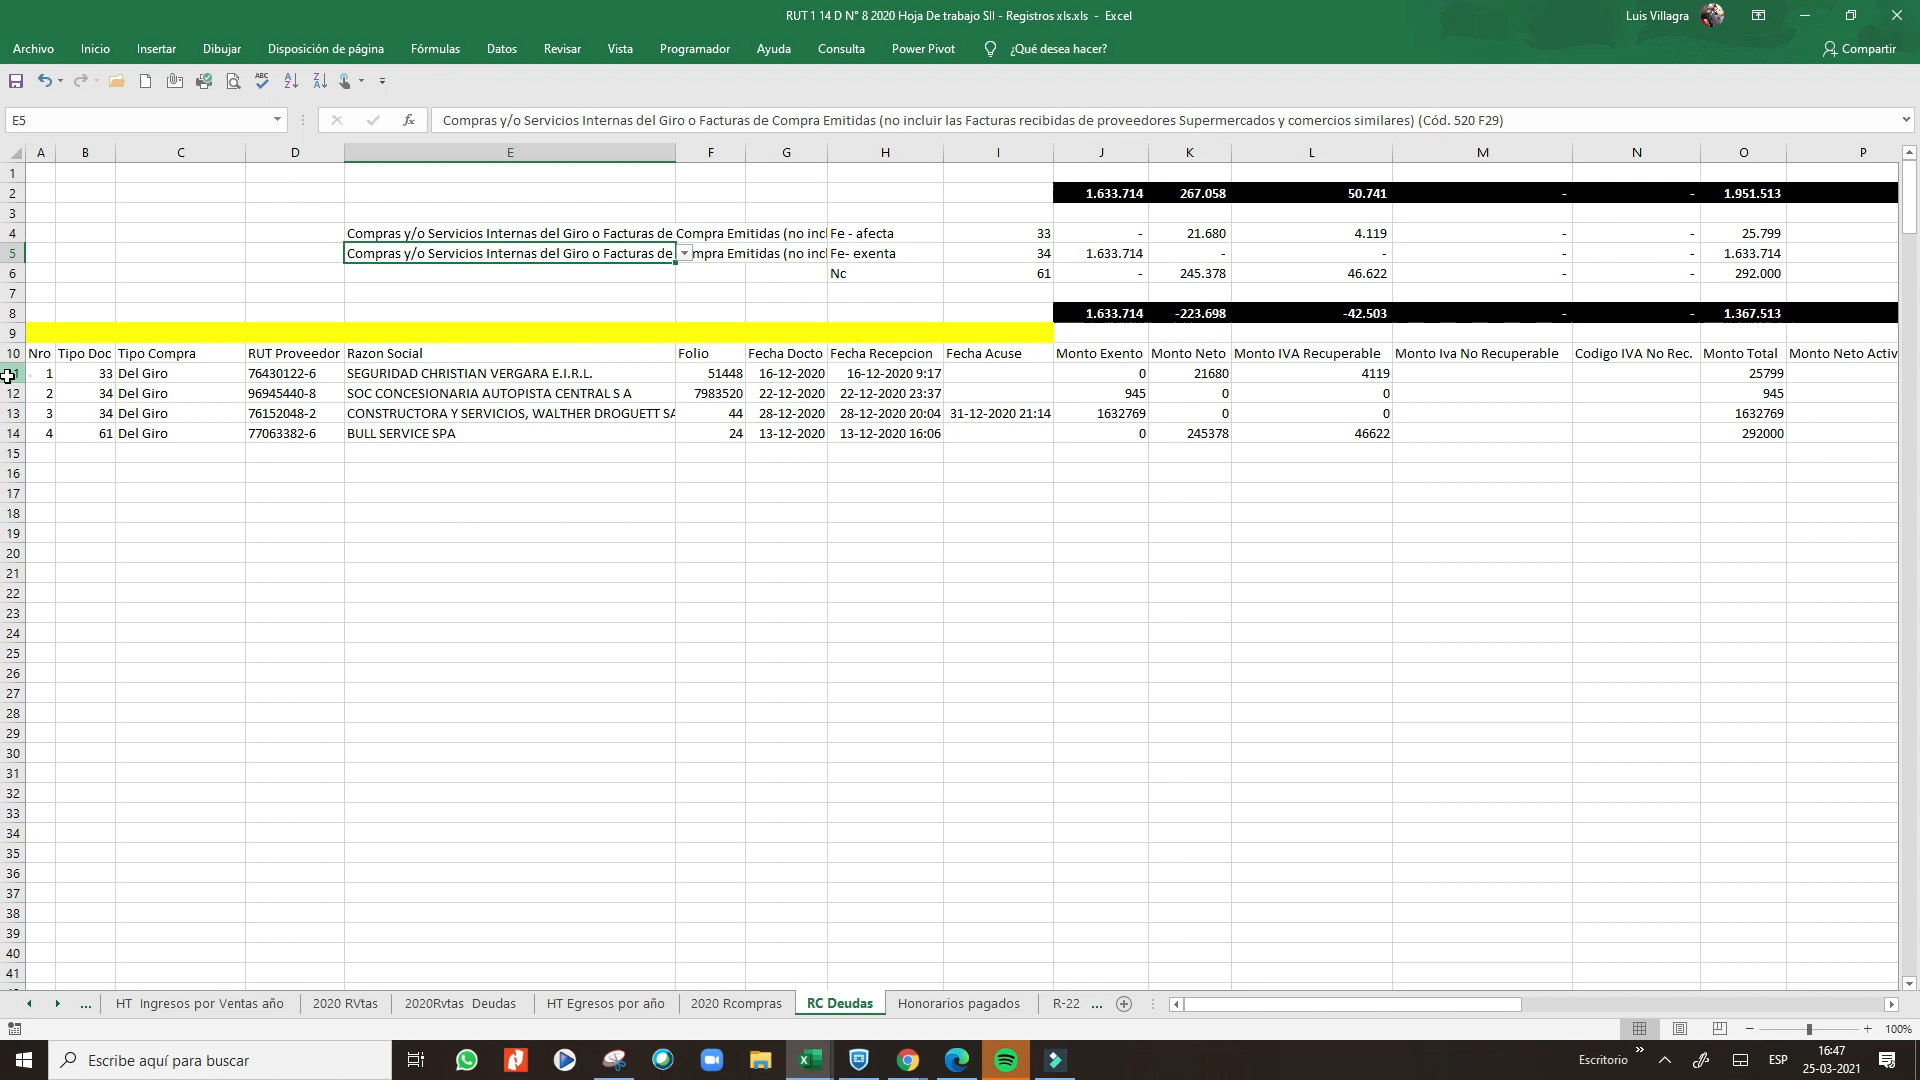 RUT 1 14 D N° 8 2020 Hoja De trabajo SII - Registros xls.xls - Excel
Luis Villagra
Archivo Inicio Insertar Dibujar Disposición de página Fórmulas Datos Revisar Vista Programador Ayuda Consulta Power Pivot ¿Qué desea hacer? Compartir
E5 fx Compras y/o Servicios Internas del Giro o Facturas de Compra Emitidas (no incluir las Facturas recibidas de proveedores Supermercados y comercios similares) (Cód. 520 F29)
A B C D E F G H I J K L M N O P
1
2 1.633.714 267.058 50.741 - - 1.951.513
3
4 Compras y/o Servicios Internas del Giro o Facturas de Compra Emitidas (no incl Fe - afecta 33 - 21.680 4.119 - - 25.799
5 Compras y/o Servicios Internas del Giro o Facturas de mpra Emitidas (no incl Fe- exenta 34 1.633.714 - - - - 1.633.714
6 Nc 61 - 245.378 46.622 - - 292.000
7
8 1.633.714 -223.698 -42.503 - - 1.367.513
9
10 Nro Tipo Doc Tipo Compra RUT Proveedor Razon Social Folio Fecha Docto Fecha Recepcion Fecha Acuse Monto Exento Monto Neto Monto IVA Recuperable Monto Iva No Recuperable Codigo IVA No Rec. Monto Total Monto Neto Activ
1 33 Del Giro 76430122-6 SEGURIDAD CHRISTIAN VERGARA E.I.R.L. 51448 16-12-2020 16-12-2020 9:17 0 21680 4119 25799
12 2 34 Del Giro 96945440-8 SOC CONCESIONARIA AUTOPISTA CENTRAL S A 7983520 22-12-2020 22-12-2020 23:37 945 0 0 945
13 3 34 Del Giro 76152048-2 CONSTRUCTORA Y SERVICIOS, WALTHER DROGUETT SA 44 28-12-2020 28-12-2020 20:04 31-12-2020 21:14 1632769 0 0 1632769
14 4 61 Del Giro 77063382-6 BULL SERVICE SPA 24 13-12-2020 13-12-2020 16:06 0 245378 46622 292000
15
16
17
18
19
20
21
22
23
24
25
26
27
28
29
30
31
32
33
34
35
36
37
38
39
40
41
... HT Ingresos por Ventas año 2020 RVtas 2020Rvtas Deudas HT Egresos por año 2020 Rcompras RC Deudas Honorarios pagados R-22 ...
100%
Escribe aquí para buscar
Escritorio ESP 16:47
25-03-2021